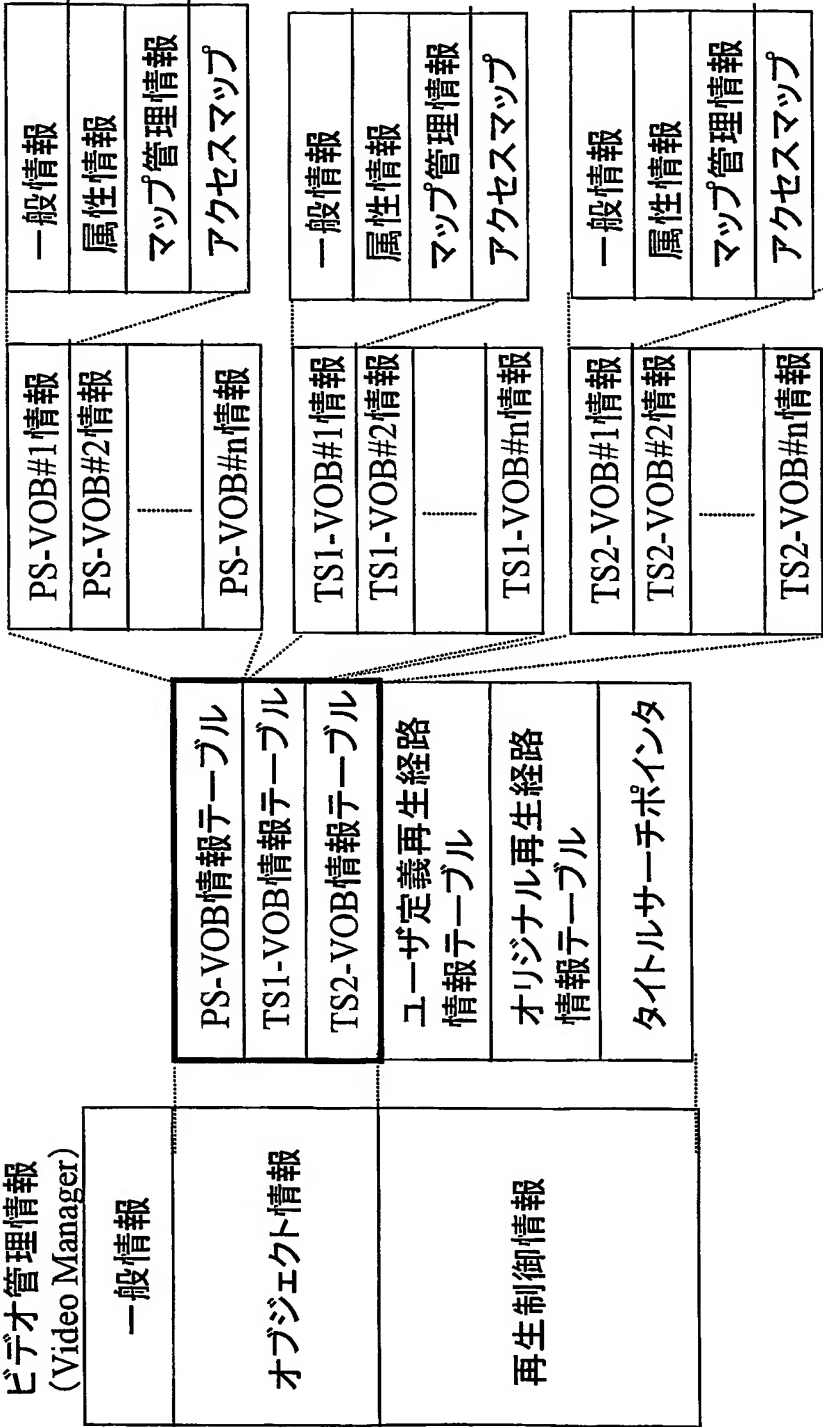 ビデオ管理情報
(Video Manager)
一般情報
オブジェクト情報
再生制御情報
PS-VOB情報テーブル
TS1-VOB情報テーブル
TS2-VOB情報テーブル
ユーザ定義再生経路
情報テーブル
オリジナル再生経路
情報テーブル
タイトルサーチポインタ
PS-VOB#1情報
PS-VOB#2情報
PS-VOB#n情報
TS1-VOB#1情報
TS1-VOB#2情報
TS1-VOB#n情報
TS2-VOB#1情報
TS2-VOB#2情報
TS2-VOB#n情報
一般情報
属性情報
マップ管理情報
アクセスマップ
一般情報
属性情報
マップ管理情報
アクセスマップ
一般情報
属性情報
マップ管理情報
アクセスマップ